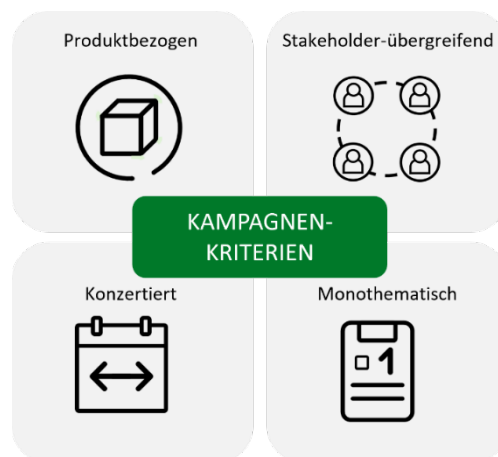 Produktbezogen
Stakeholder-übergreifend
KAMPAGNEN-
KRITERIEN
Konzertiert
Monothematisch
1